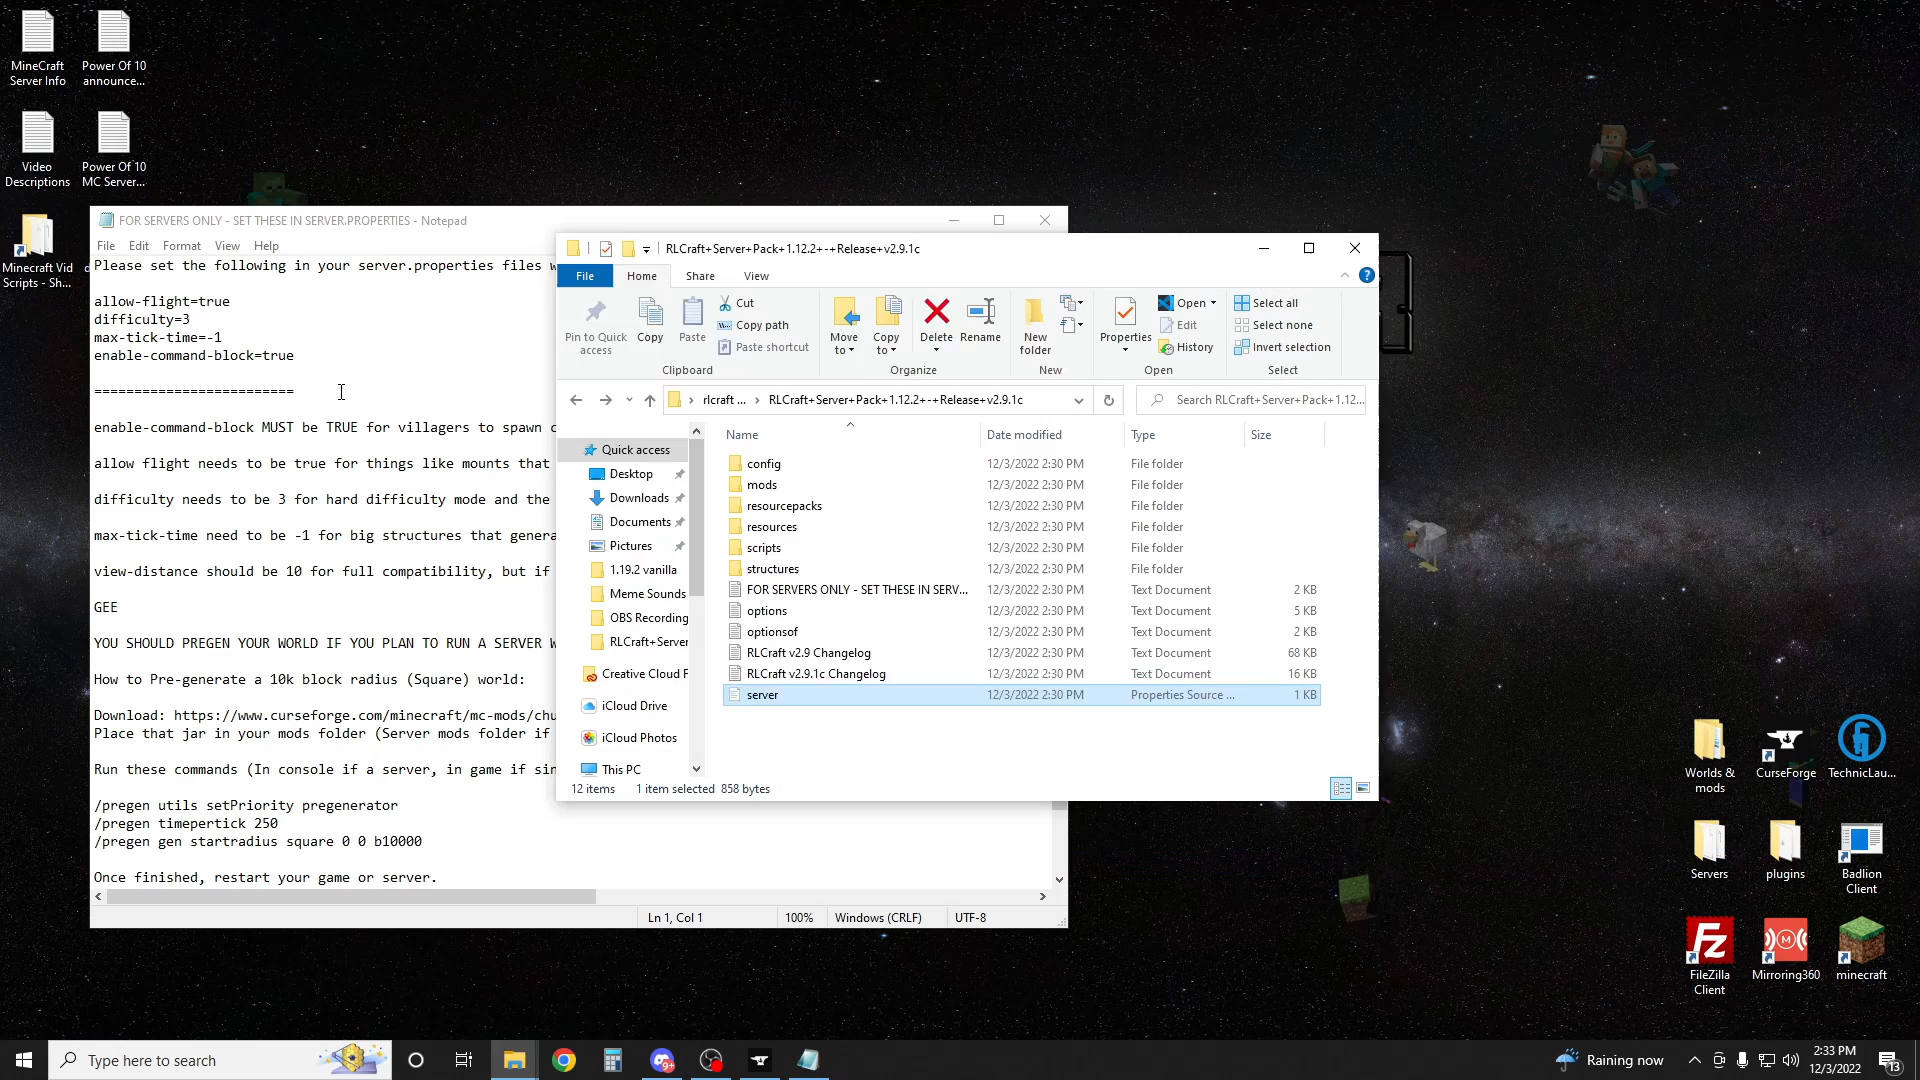 MineCraft
Server Info
Power Of 10
announce...
Video
Descriptions
Power Of 10
MC Server...
Minecraft Vid
Scripts - Sh...
FOR SERVERS ONLY - SET THESE IN SERVER.PROPERTIES - Notepad
File Edit Format View Help
Please set the following in your server.properties files
allow-flight=true
difficulty=3
max-tick-time=-1
enable-command-block=true
=========================
enable-command-block MUST be TRUE for villagers to spawn
allow flight needs to be true for things like mounts that
difficulty needs to be 3 for hard difficulty mode and the
max-tick-time need to be -1 for big structures that genera
view-distance should be 10 for full compatibility, but if
GEE
YOU SHOULD PREGEN YOUR WORLD IF YOU PLAN TO RUN A SERVER
How to Pre-generate a 10k block radius (Square) world:
Download: https://www.curseforge.com/minecraft/mc-mods/chu
Place that jar in your mods folder (Server mods folder if
Run these commands (In console if a server, in game if sin
/pregen utils setPriority pregenerator
/pregen timepertick 250
/pregen gen startradius square 0 0 b10000
Once finished, restart your game or server.
Ln 1, Col 1 100% Windows (CRLF) UTF-8
RLCraft+Server+Pack+1.12.2+-+Release+v2.9.1c
File Home Share View
Pin to Quick
access
Copy
Paste
Cut
Copy path
Paste shortcut
Clipboard
Move
to
Copy
to
Delete
Rename
Organize
New
folder
New
Properties
Open
Edit
History
Open
Select all
Select none
Invert selection
Select
rlcraft ... > RLCraft+Server+Pack+1.12.2+-+Release+v2.9.1c
Search RLCraft+Server+Pack+1.12...
Quick access
Desktop
Downloads
Documents
Pictures
1.19.2 vanilla
Meme Sounds
OBS Recording
RLCraft+Server
Creative Cloud F
iCloud Drive
iCloud Photos
This PC
Name Date modified Type Size
config 12/3/2022 2:30 PM File folder
mods 12/3/2022 2:30 PM File folder
resourcepacks 12/3/2022 2:30 PM File folder
resources 12/3/2022 2:30 PM File folder
scripts 12/3/2022 2:30 PM File folder
structures 12/3/2022 2:30 PM File folder
FOR SERVERS ONLY - SET THESE IN SERV... 12/3/2022 2:30 PM Text Document 2 KB
options 12/3/2022 2:30 PM Text Document 5 KB
optionsof 12/3/2022 2:30 PM Text Document 2 KB
RLCraft v2.9 Changelog 12/3/2022 2:30 PM Text Document 68 KB
RLCraft v2.9.1c Changelog 12/3/2022 2:30 PM Text Document 16 KB
server 12/3/2022 2:30 PM Properties Source ... 1 KB
12 items 1 item selected 858 bytes
Worlds &
mods
CurseForge
TechnicLau...
Servers
plugins
Badlion
Client
FileZilla
Client
Mirroring360
minecraft
Type here to search
9+
Raining now
2:33 PM
12/3/2022
13